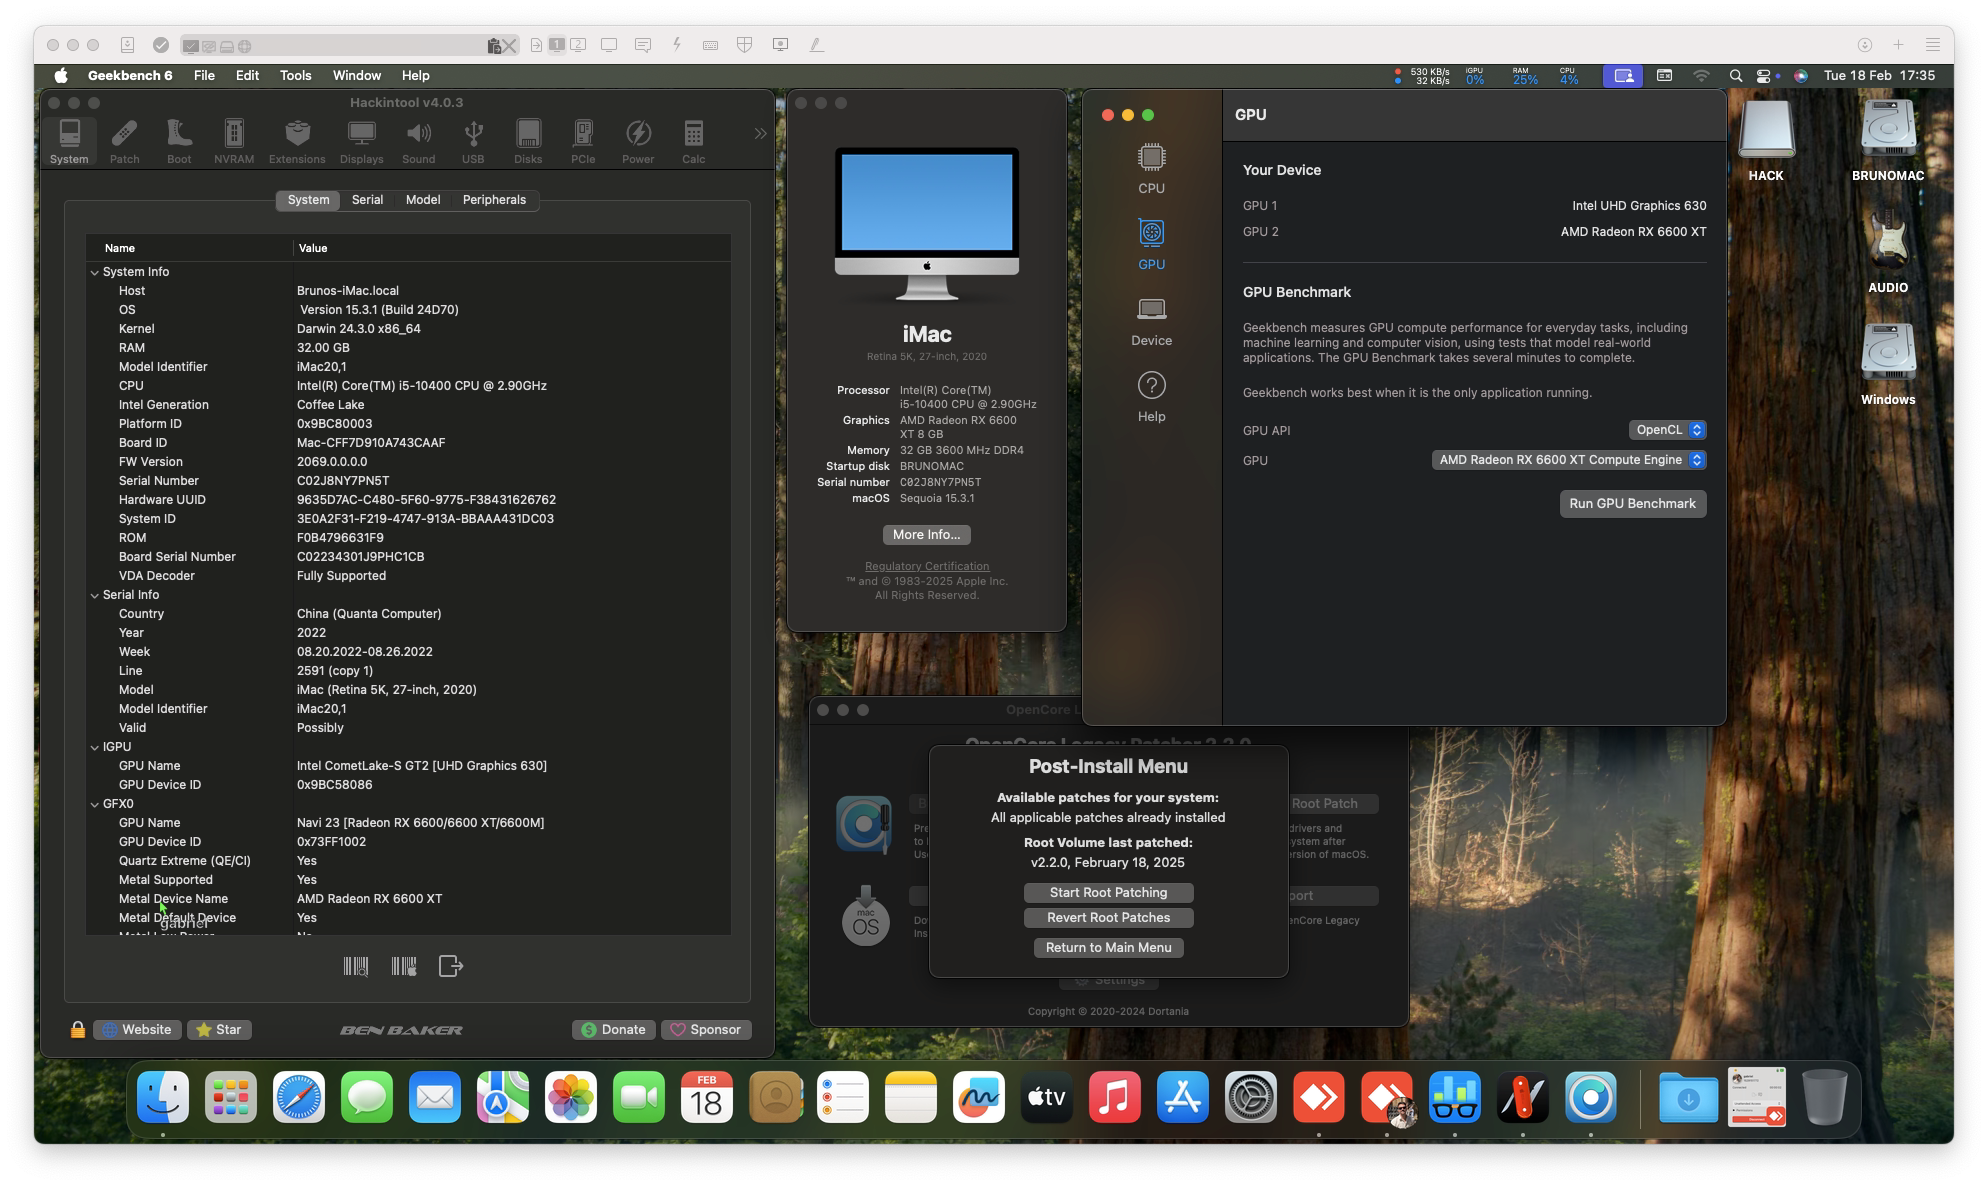 1
2
Geekbench 6 File Edit Tools Window Help
530 KB/s
32 KB/s
iGPU
0%
RAM
25%
CPU
4%
Tue 18 Feb 17:35
Hackintool v4.0.3
System Patch Boot NVRAM Extensions Displays Sound USB Disks PCIe Power Calc
System Serial Model Peripherals
Name Value
System Info
Host Brunos-iMac.local
OS Version 15.3.1 (Build 24D70)
Kernel Darwin 24.3.0 x86_64
RAM 32.00 GB
Model Identifier iMac20,1
CPU Intel(R) Core(TM) i5-10400 CPU @ 2.90GHz
Intel Generation Coffee Lake
Platform ID 0x9BC80003
Board ID Mac-CFF7D910A743CAAF
FW Version 2069.0.0.0.0
Serial Number C02J8NY7PN5T
Hardware UUID 9635D7AC-C480-5F60-9775-F38431626762
System ID 3E0A2F31-F219-4747-913A-BBAAA431DC03
ROM F0B4796631F9
Board Serial Number C02234301J9PHC1CB
VDA Decoder Fully Supported
Serial Info
Country China (Quanta Computer)
Year 2022
Week 08.20.2022-08.26.2022
Line 2591 (copy 1)
Model iMac (Retina 5K, 27-inch, 2020)
Model Identifier iMac20,1
Valid Possibly
IGPU
GPU Name Intel CometLake-S GT2 [UHD Graphics 630]
GPU Device ID 0x9BC58086
GFX0
GPU Name Navi 23 [Radeon RX 6600/6600 XT/6600M]
GPU Device ID 0x73FF1002
Quartz Extreme (QE/CI) Yes
Metal Supported Yes
Metal Device Name AMD Radeon RX 6600 XT
Metal Default Device Yes
gabriel
Website Star BEN BAKER Donate Sponsor
iMac
Retina 5K, 27-inch, 2020
Processor Intel(R) Core(TM)
i5-10400 CPU @ 2.90GHz
Graphics AMD Radeon RX 6600
XT 8 GB
Memory 32 GB 3600 MHz DDR4
Startup disk BRUNOMAC
Serial number C02J8NY7PN5T
macOS Sequoia 15.3.1
More Info...
Regulatory Certification
™ and © 1983-2025 Apple Inc.
All Rights Reserved.
CPU
GPU
Device
Help
GPU
Your Device
GPU 1 Intel UHD Graphics 630
GPU 2 AMD Radeon RX 6600 XT
GPU Benchmark
Geekbench measures GPU compute performance for everyday tasks, including
machine learning and computer vision, using tests that model real-world
applications. The GPU Benchmark takes several minutes to complete.
Geekbench works best when it is the only application running.
GPU API OpenCL
GPU AMD Radeon RX 6600 XT Compute Engine
Run GPU Benchmark
HACK
BRUNOMAC
AUDIO
Windows
OpenCore L
OpenCore Legacy Patcher 2.2.0
Root Patch
drivers and
ystem after
ersion of macOS.
port
enCore Legacy
mac
OS
Post-Install Menu
Available patches for your system:
All applicable patches already installed
Root Volume last patched:
v2.2.0, February 18, 2025
Start Root Patching
Revert Root Patches
Return to Main Menu
Settings
Copyright © 2020-2024 Dortania
FEB
18
tv